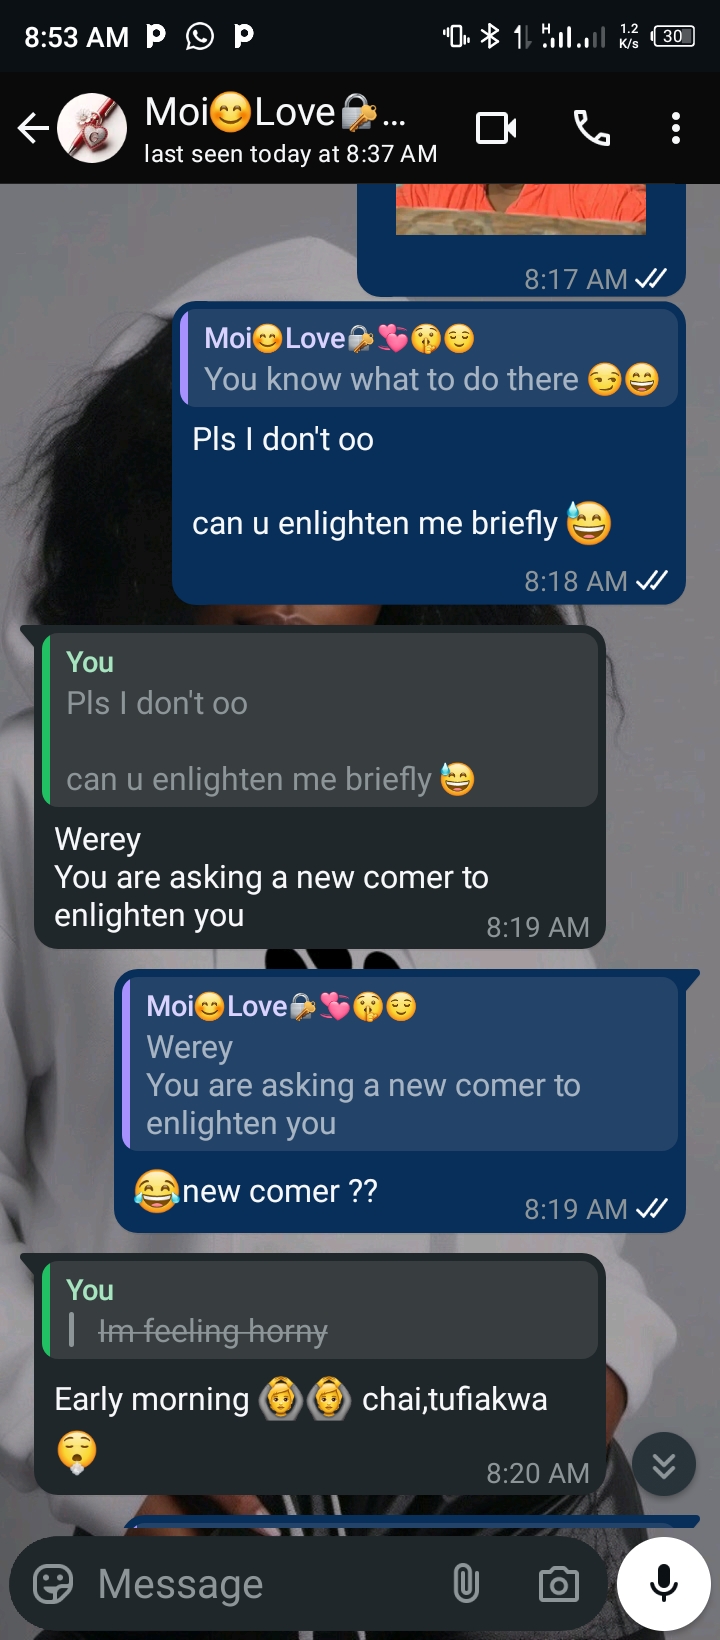 8:53 AM
H
1.2
K/s
30
Moi😊Love🔐...
last seen today at 8:37 AM
8:17 AM
Moi😊Love🔐💞🤫😌
You know what to do there 😏😄
Pls I don't oo
can u enlighten me briefly 😅
8:18 AM
You
Pls I don't oo
can u enlighten me briefly 😅
Werey
You are asking a new comer to
enlighten you
8:19 AM
Moi😊Love🔐💞🤫😌
Werey
You are asking a new comer to
enlighten you
😂new comer ??
8:19 AM
You
Im feeling horny
Early morning 🙆🙆 chai,tufiakwa
😮‍💨
8:20 AM
Message